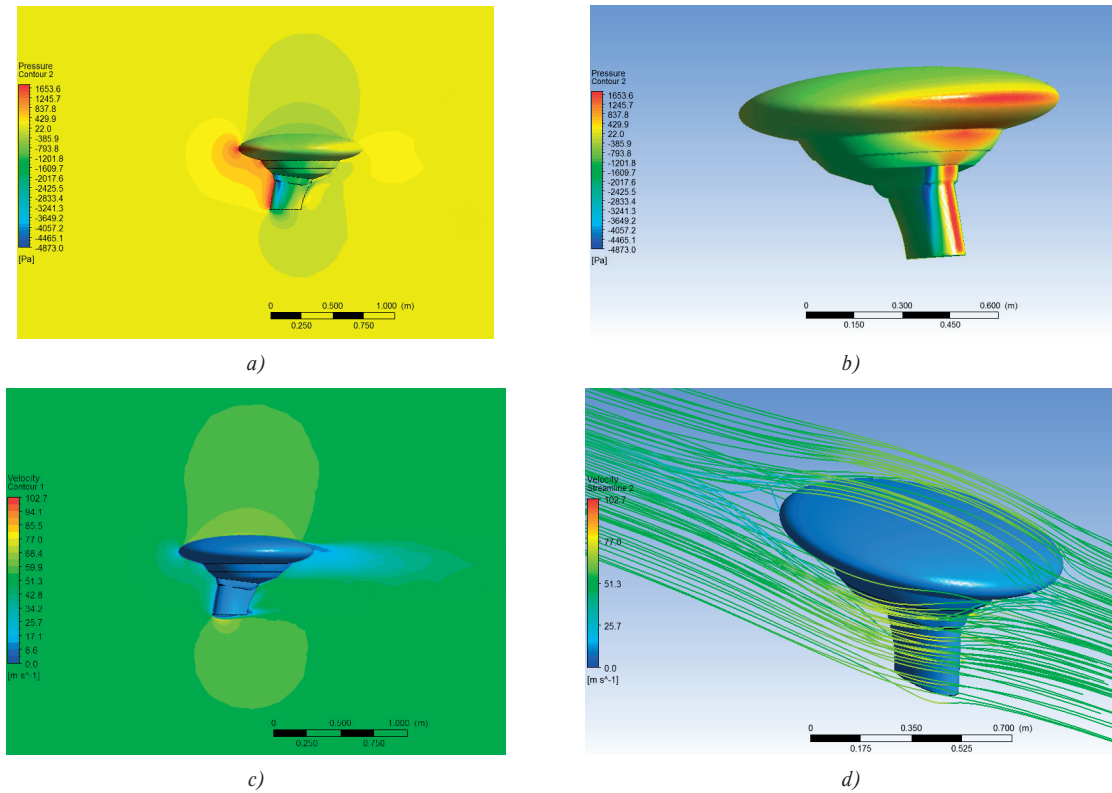 Pressure
Contour 2
1653.6
1245.7
837.8
429.9
22.0
-385.9
-793.8
-1201.8
-1609.7
-2017.6
-2425.5
-2833.4
-3241.3
-3649.2
-4057.2
-4465.1
-4873.0
[Pa]
0 0.500 1.000 (m)
0.250 0.750
a)
Pressure
Contour 2
1653.6
1245.7
837.8
429.9
22.0
-385.9
-793.8
-1201.8
-1609.7
-2017.6
-2425.5
-2833.4
-3241.3
-3649.2
-4057.2
-4465.1
-4873.0
[Pa]
0 0.300 0.600 (m)
0.150 0.450
b)
Velocity
Contour 1
102.7
94.1
85.5
77.0
68.4
59.9
51.3
42.8
34.2
25.7
17.1
8.6
0.0
[m s^-1]
0 0.500 1.000 (m)
0.250 0.750
c)
Velocity
Streamline 2
102.7
77.0
51.3
25.7
0.0
[m s^-1]
0 0.350 0.700 (m)
0.175 0.525
d)